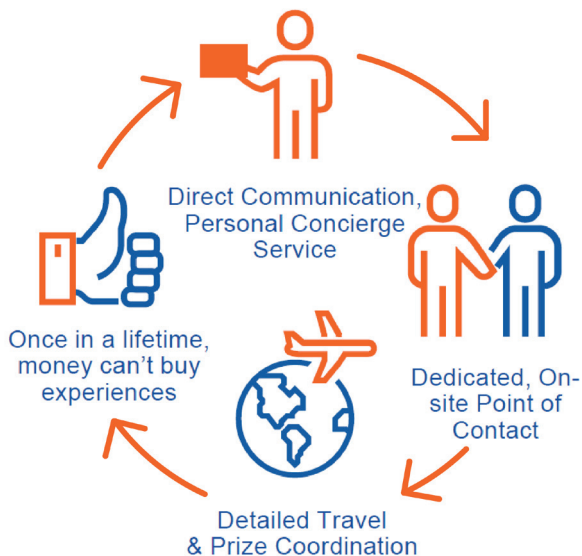 Direct Communication,
Personal Concierge
Service
Dedicated, On-
site Point of
Contact
Detailed Travel
& Prize Coordination
Once in a lifetime,
money can't buy
experiences